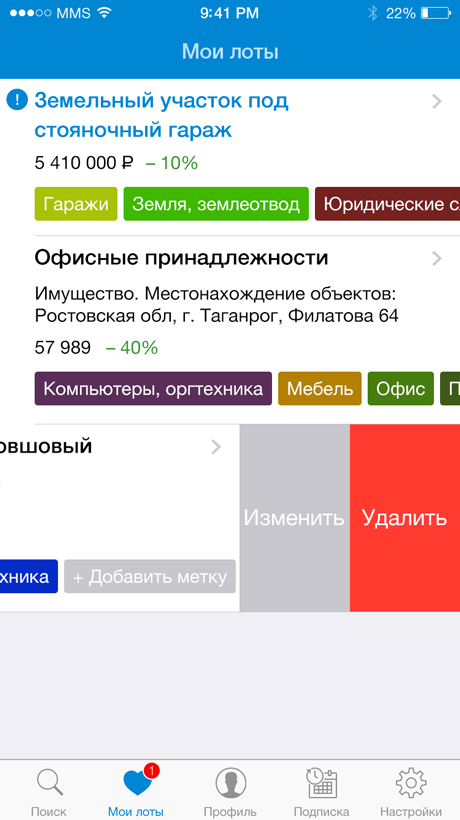 MMS 9:41 PM 22%
Мои лоты
! Земельный участок под
стояночный гараж
5 410 000 ₽ – 10%
Гаражи Земля, землеотвод Юридические сл
Офисные принадлежности
Имущество. Местонахождение объектов:
Ростовская обл, г. Таганрог, Филатова 64
57 989 – 40%
Компьютеры, оргтехника Мебель Офис П
овшовый
Изменить Удалить
хника + Добавить метку
1
Поиск Мои лоты Профиль Подписка Настройки